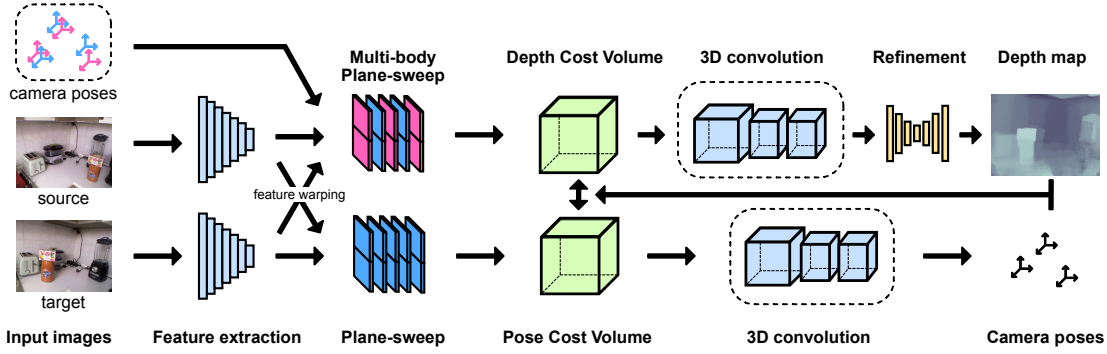 camera poses
source
target
Input images
Feature extraction
feature warping
Multi-body
Plane-sweep
Plane-sweep
Depth Cost Volume
Pose Cost Volume
3D convolution
3D convolution
Refinement
Depth map
Camera poses